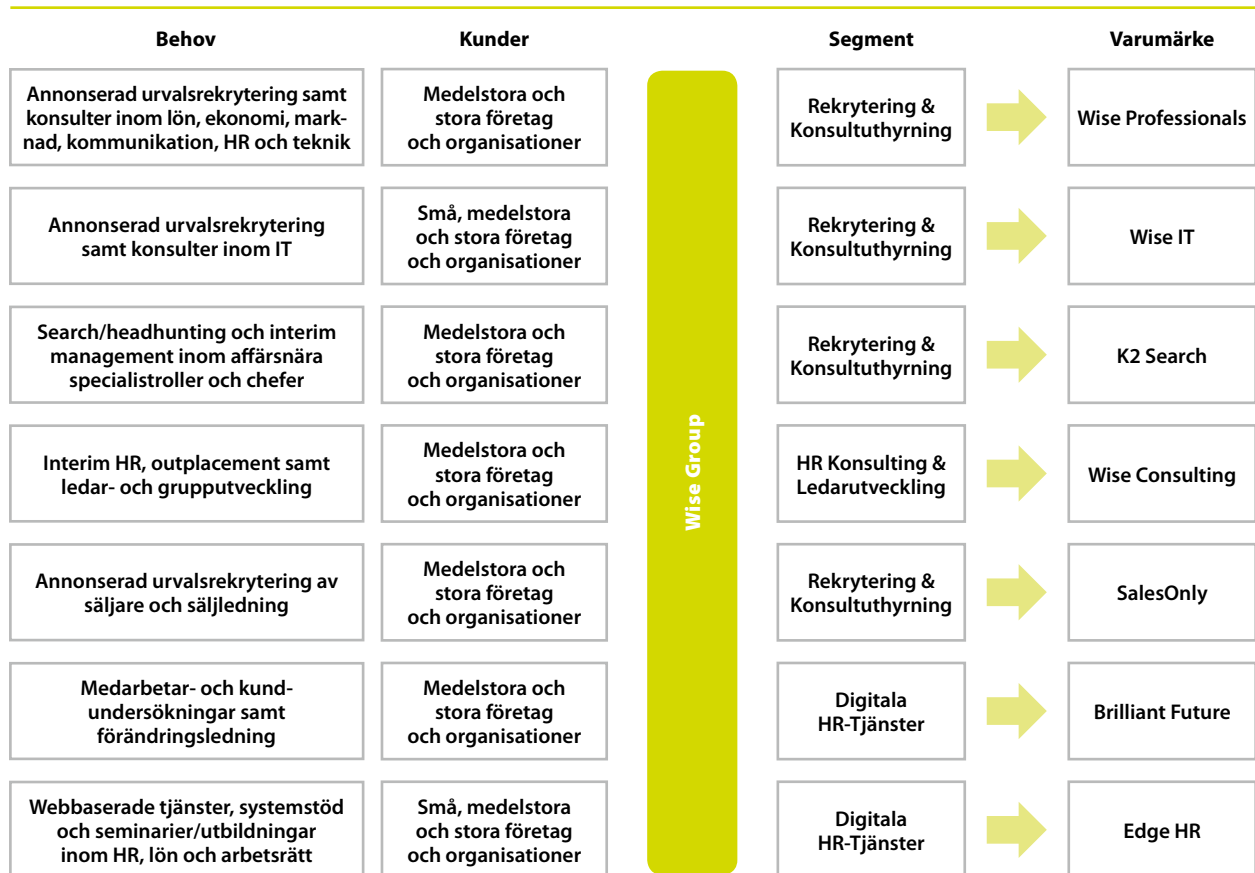 Behov
Kunder
Segment
Varumärke
Annonserad urvalsrekrytering samt
konsulter inom lön, ekonomi, mark-
nad, kommunikation, HR och teknik
Medelstora och
stora företag
och organisationer
Rekrytering &
Konsultuthyrning
Wise Professionals
Annonserad urvalsrekrytering
samt konsulter inom IT
Små, medelstora
och stora företag
och organisationer
Rekrytering &
Konsultuthyrning
Wise IT
Search/headhunting och interim
management inom affärsnära
specialistroller och chefer
Medelstora och
stora företag
och organisationer
Rekrytering &
Konsultuthyrning
K2 Search
Interim HR, outplacement samt
ledar- och grupputveckling
Medelstora och
stora företag
och organisationer
Wise Group
HR Konsulting &
Ledarutveckling
Wise Consulting
Annonserad urvalsrekrytering av
säljare och säljledning
Medelstora och
stora företag
och organisationer
Rekrytering &
Konsultuthyrning
SalesOnly
Medarbetar- och kund-
undersökningar samt
förändringsledning
Medelstora och
stora företag
och organisationer
Digitala
HR-Tjänster
Brilliant Future
Webbaserade tjänster, systemstöd
och seminarier/utbildningar
inom HR, lön och arbetsrätt
Små, medelstora
och stora företag
och organisationer
Digitala
HR-Tjänster
Edge HR